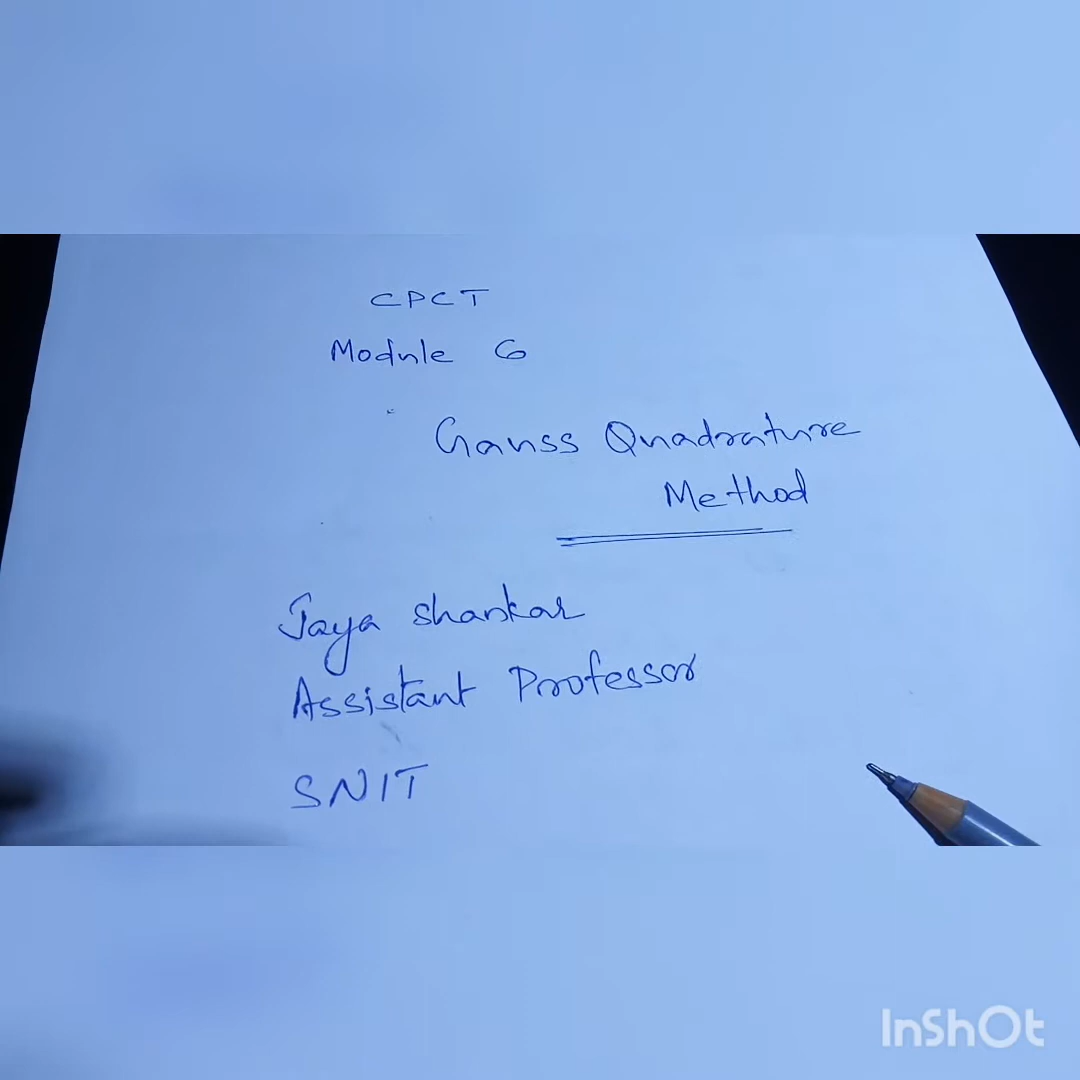 CPCT
Module 6
Gauss Quadrature
Method
Jaya Shankar
Assistant Professor
SNIT
InShOt